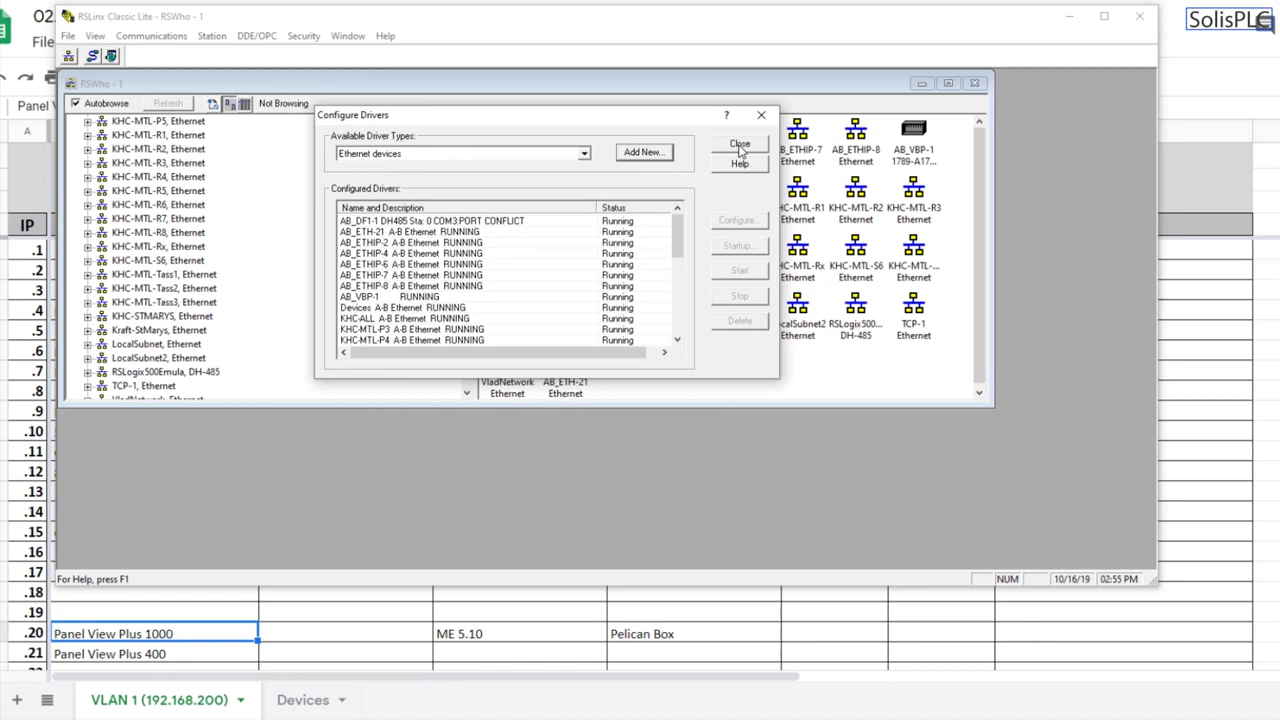 02
RSLinx Classic Lite - RSWho - 1
SolisPLC
File
File View Communications Station DDE/OPC Security Window Help
RSWho - 1
Panel V
Autobrowse Refresh Not Browsing
A
IP
.1
.2
.3
.4
.5
.6
.7
.8
.9
.10
.11
.12
.13
.14
.15
.16
.17
.18
.19
.20
.21
KHC-MTL-P5, Ethernet
KHC-MTL-R1, Ethernet
KHC-MTL-R2, Ethernet
KHC-MTL-R3, Ethernet
KHC-MTL-R4, Ethernet
KHC-MTL-R5, Ethernet
KHC-MTL-R6, Ethernet
KHC-MTL-R7, Ethernet
KHC-MTL-R8, Ethernet
KHC-MTL-Rx, Ethernet
KHC-MTL-S6, Ethernet
KHC-MTL-Tass1, Ethernet
KHC-MTL-Tass2, Ethernet
KHC-MTL-Tass3, Ethernet
KHC-STMARYS, Ethernet
Kraft-StMarys, Ethernet
LocalSubnet, Ethernet
LocalSubnet2, Ethernet
RSLogix500Emula, DH-485
TCP-1, Ethernet
VladNetwork, Ethernet
Configure Drivers
?
Available Driver Types:
Ethernet devices
Add New...
Close
Help
Configured Drivers:
Name and Description Status
AB_DF1-1 DH485 Sta: 0 COM3:PORT CONFLICT Running
AB_ETH-21 A-B Ethernet RUNNING Running
AB_ETHIP-2 A-B Ethernet RUNNING Running
AB_ETHIP-4 A-B Ethernet RUNNING Running
AB_ETHIP-6 A-B Ethernet RUNNING Running
AB_ETHIP-7 A-B Ethernet RUNNING Running
AB_ETHIP-8 A-B Ethernet RUNNING Running
AB_VBP-1 RUNNING Running
Devices A-B Ethernet RUNNING Running
KHC-ALL A-B Ethernet RUNNING Running
KHC-MTL-P3 A-B Ethernet RUNNING Running
KHC-MTL-P4 A-B Ethernet RUNNING Running
Configure...
Startup...
Start
Stop
Delete
B_ETHIP-7 AB_ETHIP-8 AB_VBP-1
Ethernet Ethernet 1789-A17...
HC-MTL-R1 KHC-MTL-R2 KHC-MTL-R3
Ethernet Ethernet Ethernet
HC-MTL-Rx KHC-MTL-S6 KHC-MTL-...
Ethernet Ethernet Ethernet
ocalSubnet2 RSLogix500... TCP-1
Ethernet DH-485 Ethernet
VladNetwork AB_ETH-21
Ethernet Ethernet
For Help, press F1
NUM 10/16/19 02:55 PM
Panel View Plus 1000 ME 5.10 Pelican Box
Panel View Plus 400
VLAN 1 (192.168.200) Devices